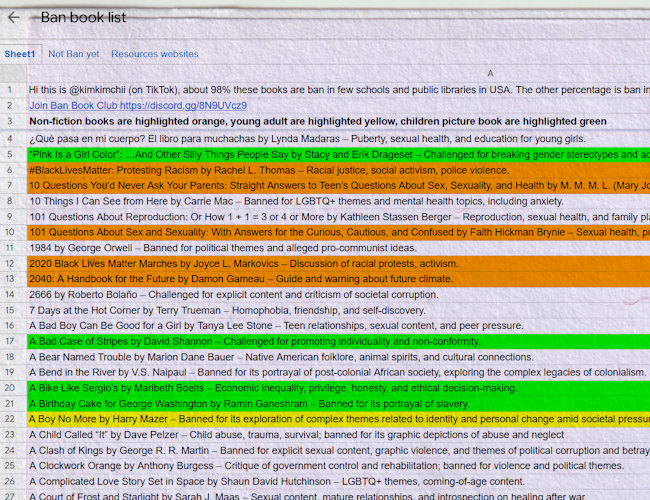 Ban book list
Sheet1 Not Ban yet Resources websites
A
1 Hi this is @kimkimchii (on TikTok), about 98% these books are ban in few schools and public libraries in USA. The other percentage is ban in
2 Join Ban Book Club https://discord.gg/8N9UVcz9
3 Non-fiction books are highlighted orange, young adult are highlighted yellow, children picture book are highlighted green
4 ¿Què pasa en mi cuerpo? El libro para muchachas by Lynda Madaras – Puberty, sexual health, and education for young girls.
5 “Pink Is a Girl Color”: …And Other Silly Things People Say by Stacy and Erik Drageset – Challenged for breaking gender stereotypes and ac
6 #BlackLivesMatter: Protesting Racism by Rachel L. Thomas – Racial justice, social activism, police violence.
7 10 Questions You'd Never Ask Your Parents: Straight Answers to Teen's Questions About Sex, Sexuality, and Health by M. M. M. L. (Mary Jo
8 10 Things I Can See from Here by Carrie Mac – Banned for LGBTQ+ themes and mental health topics, including anxiety.
9 101 Questions About Reproduction: Or How 1 + 1 = 3 or 4 or More by Kathleen Stassen Berger – Reproduction, sexual health, and family pla
10 101 Questions About Sex and Sexuality: With Answers for the Curious, Cautious, and Confused by Faith Hickman Brynie – Sexual health, pu
11 1984 by George Orwell – Banned for political themes and alleged pro-communist ideas.
12 2020 Black Lives Matter Marches by Joyce L. Markovics – Discussion of racial protests, activism.
13 2040: A Handbook for the Future by Damon Gameau – Guide and warning about future climate.
14 2666 by Roberto Bolaño – Challenged for explicit content and criticism of societal corruption.
15 7 Days at the Hot Corner by Terry Trueman – Homophobia, friendship, and self-discovery.
16 A Bad Boy Can Be Good for a Girl by Tanya Lee Stone – Teen relationships, sexual content, and peer pressure.
17 A Bad Case of Stripes by David Shannon – Challenged for promoting individuality and non-conformity.
18 A Bear Named Trouble by Marion Dane Bauer – Native American folklore, animal spirits, and cultural connections.
19 A Bend in the River by V.S. Naipaul – Banned for its portrayal of post-colonial African society, exploring the complex legacies of colonialism.
20 A Bike Like Sergio's by Maribeth Boelts – Economic inequality, privilege, honesty, and ethical decision-making.
21 A Birthday Cake for George Washington by Ramin Ganeshram – Banned for its portrayal of slavery.
22 A Boy No More by Harry Mazer – Banned for its exploration of complex themes related to identity and personal change amid societal pressur
23 A Child Called “It” by Dave Pelzer – Child abuse, trauma, survival; banned for its graphic depictions of abuse and neglect
24 A Clash of Kings by George R. R. Martin – Banned for explicit sexual content, graphic violence, and themes of political corruption and betray
25 A Clockwork Orange by Anthony Burgess – Critique of government control and rehabilitation; banned for violence and political themes.
26 A Complicated Love Story Set in Space by Shaun David Hutchinson – LGBTQ+ themes, coming-of-age content.
27 A Court of Frost and Starlight by Sarah J. Maas – Sexual content, mature relationships, and introspection on healing after war